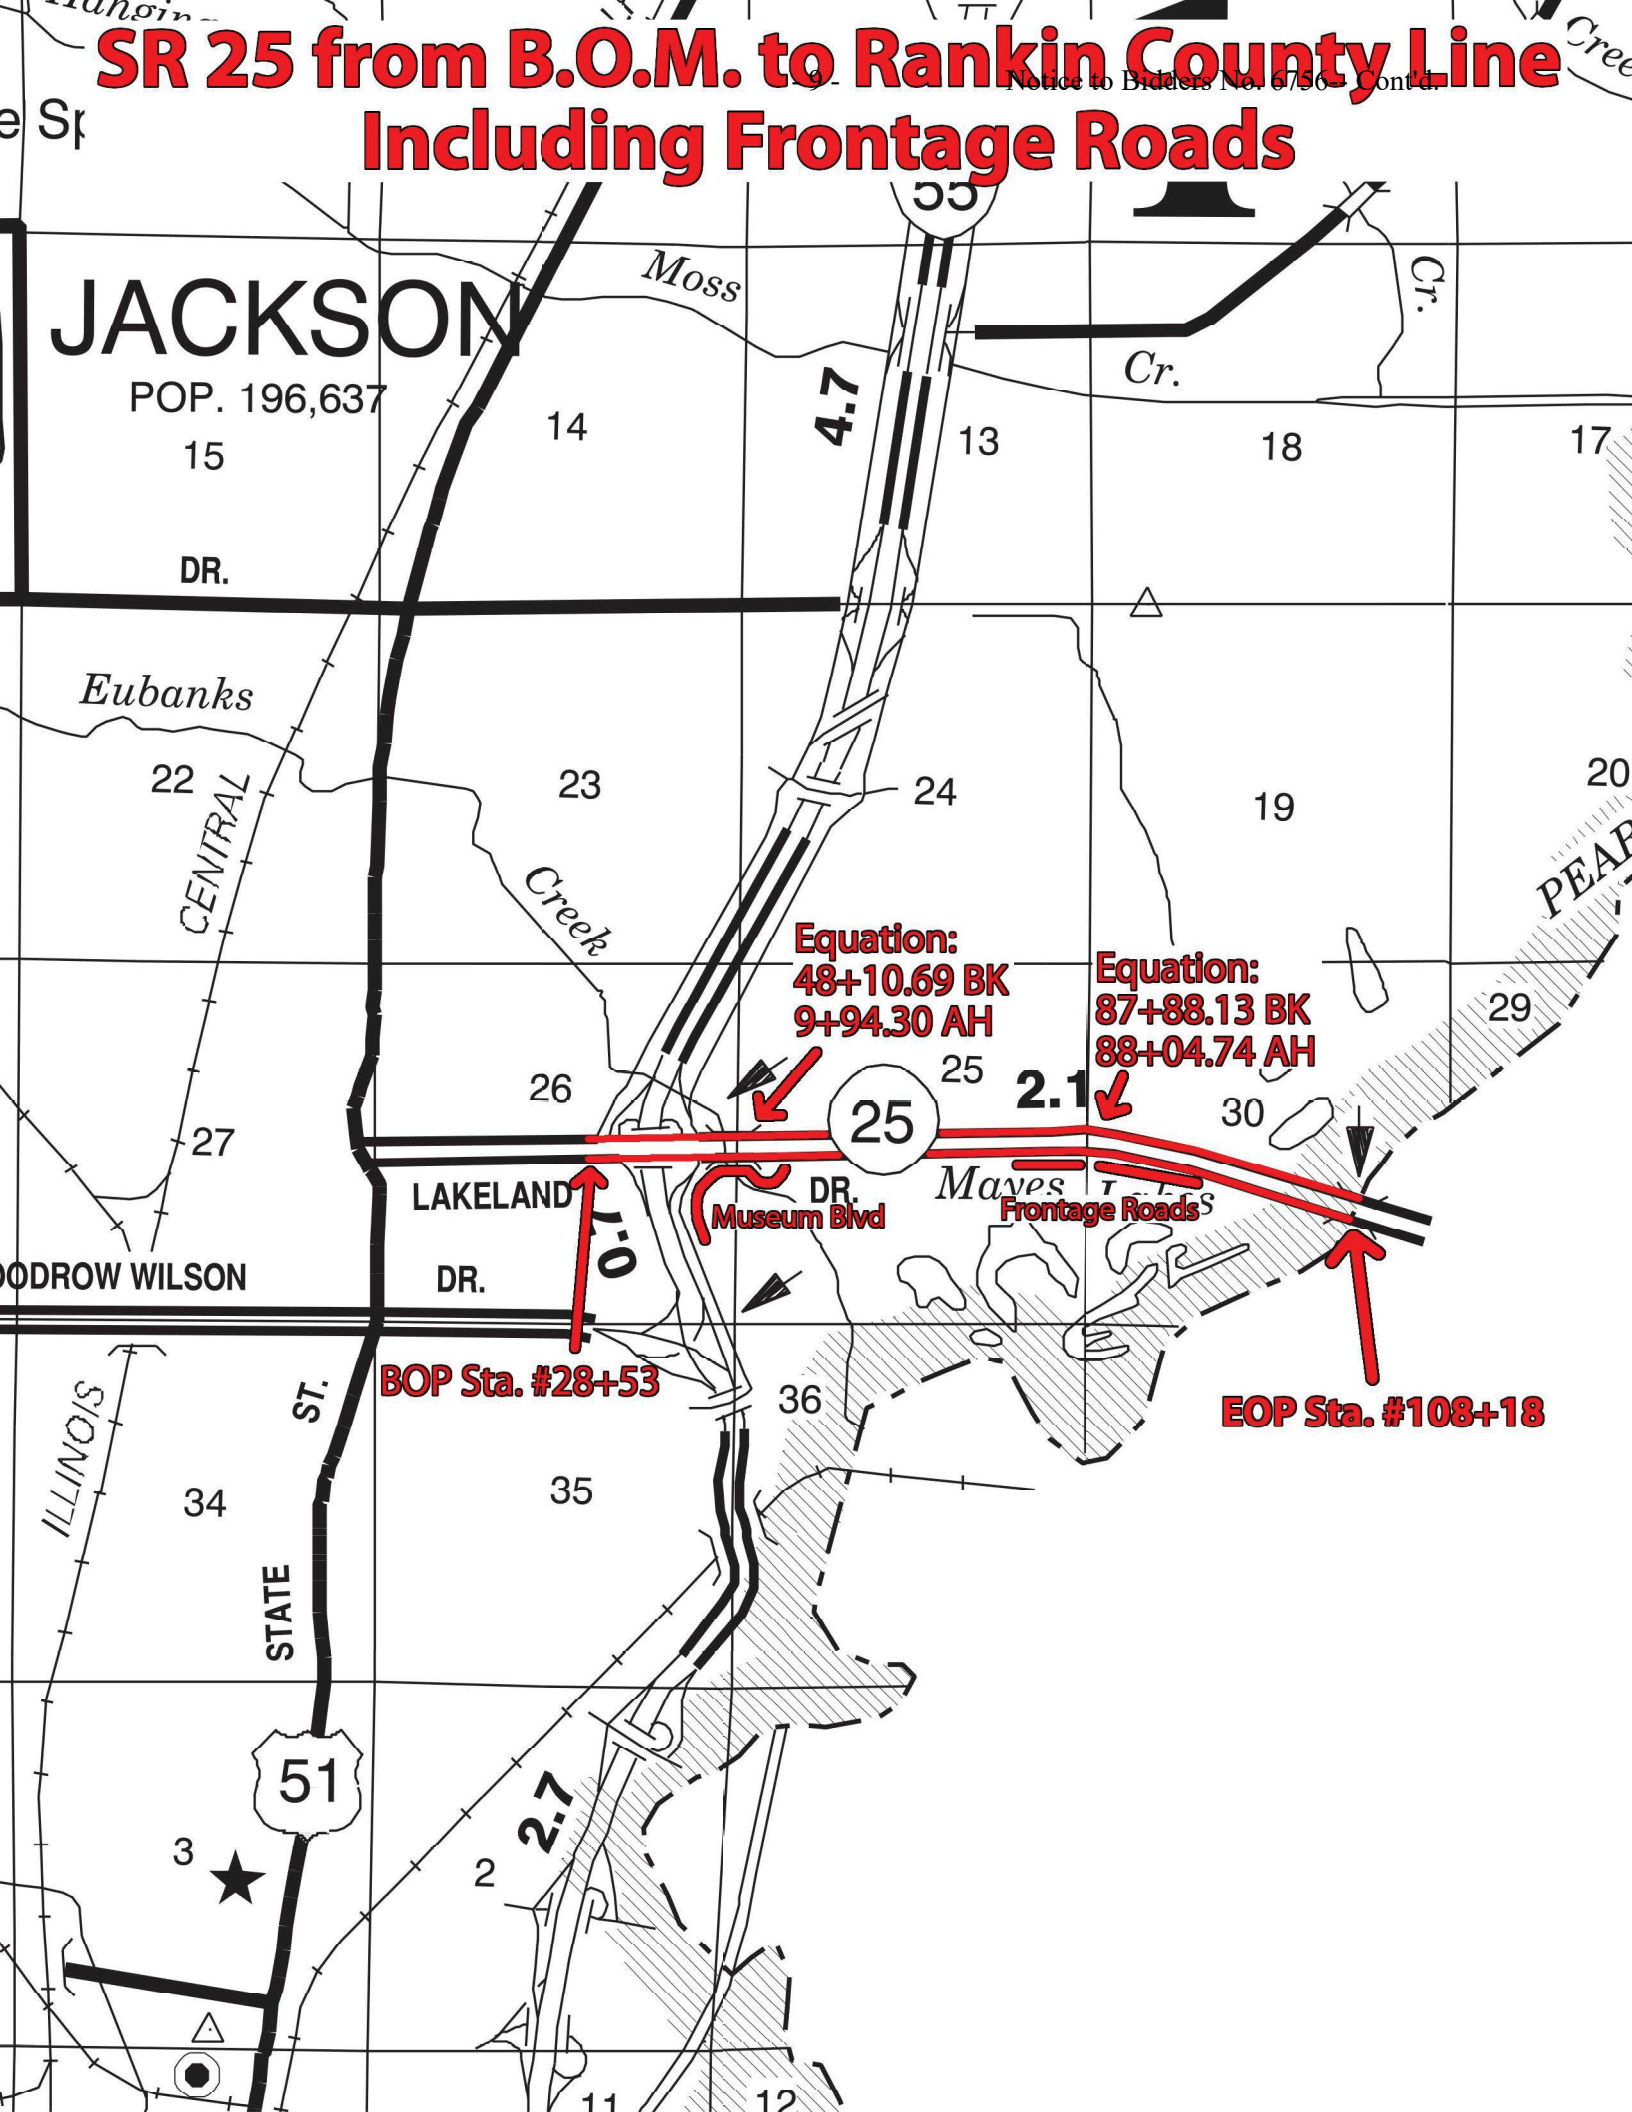 SR 25 from B.O.M. to Rankin County Line
- 9 -
Notice to Bidders No. 6756-- Cont'd.
Including Frontage Roads
55
JACKSON
POP. 196,637
Moss
Cr.
Cr.
4.7
15
14
13
18
17
DR.
Eubanks
22
23
24
19
20
CENTRAL
Creek
Equation:
48+10.69 BK
9+94.30 AH
Equation:
87+88.13 BK
88+04.74 AH
29
26
25
2.1
25
30
27
LAKELAND
DR.
Mayes Lakes
Museum Blvd
Frontage Roads
0.7
WILSON
DR.
BOP Sta. #28+53
EOP Sta. #108+18
ST.
36
ILLINOIS
34
35
STATE
51
2.7
3
2
11
12